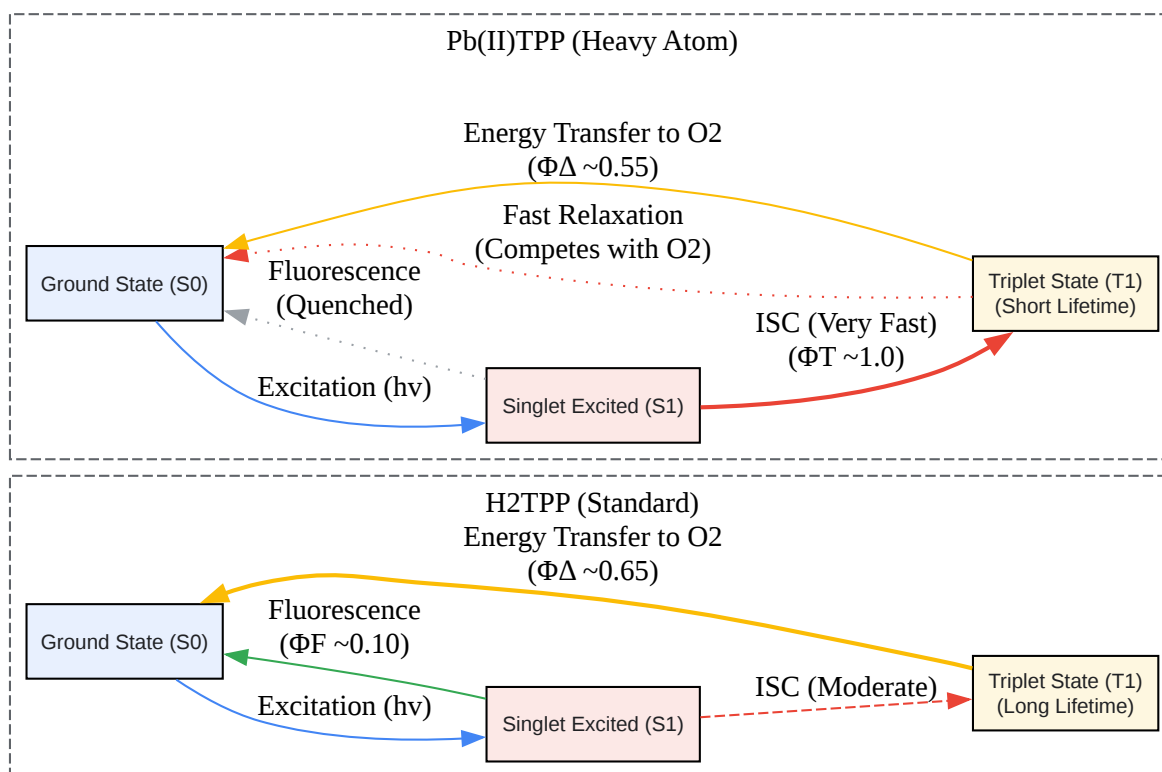 Pb(II)TPP (Heavy Atom)
Energy Transfer to O2
(ΦΔ ~0.55)
Fast Relaxation
(Competes with O2)
Ground State (S0)
Fluorescence
(Quenched)
Triplet State (T1)
(Short Lifetime)
ISC (Very Fast)
(ΦT ~1.0)
Excitation (hv)
Singlet Excited (S1)
H2TPP (Standard)
Energy Transfer to O2
(ΦΔ ~0.65)
Ground State (S0)
Fluorescence
(ΦF ~0.10)
Excitation (hv)
Singlet Excited (S1)
ISC (Moderate)
Triplet State (T1)
(Long Lifetime)